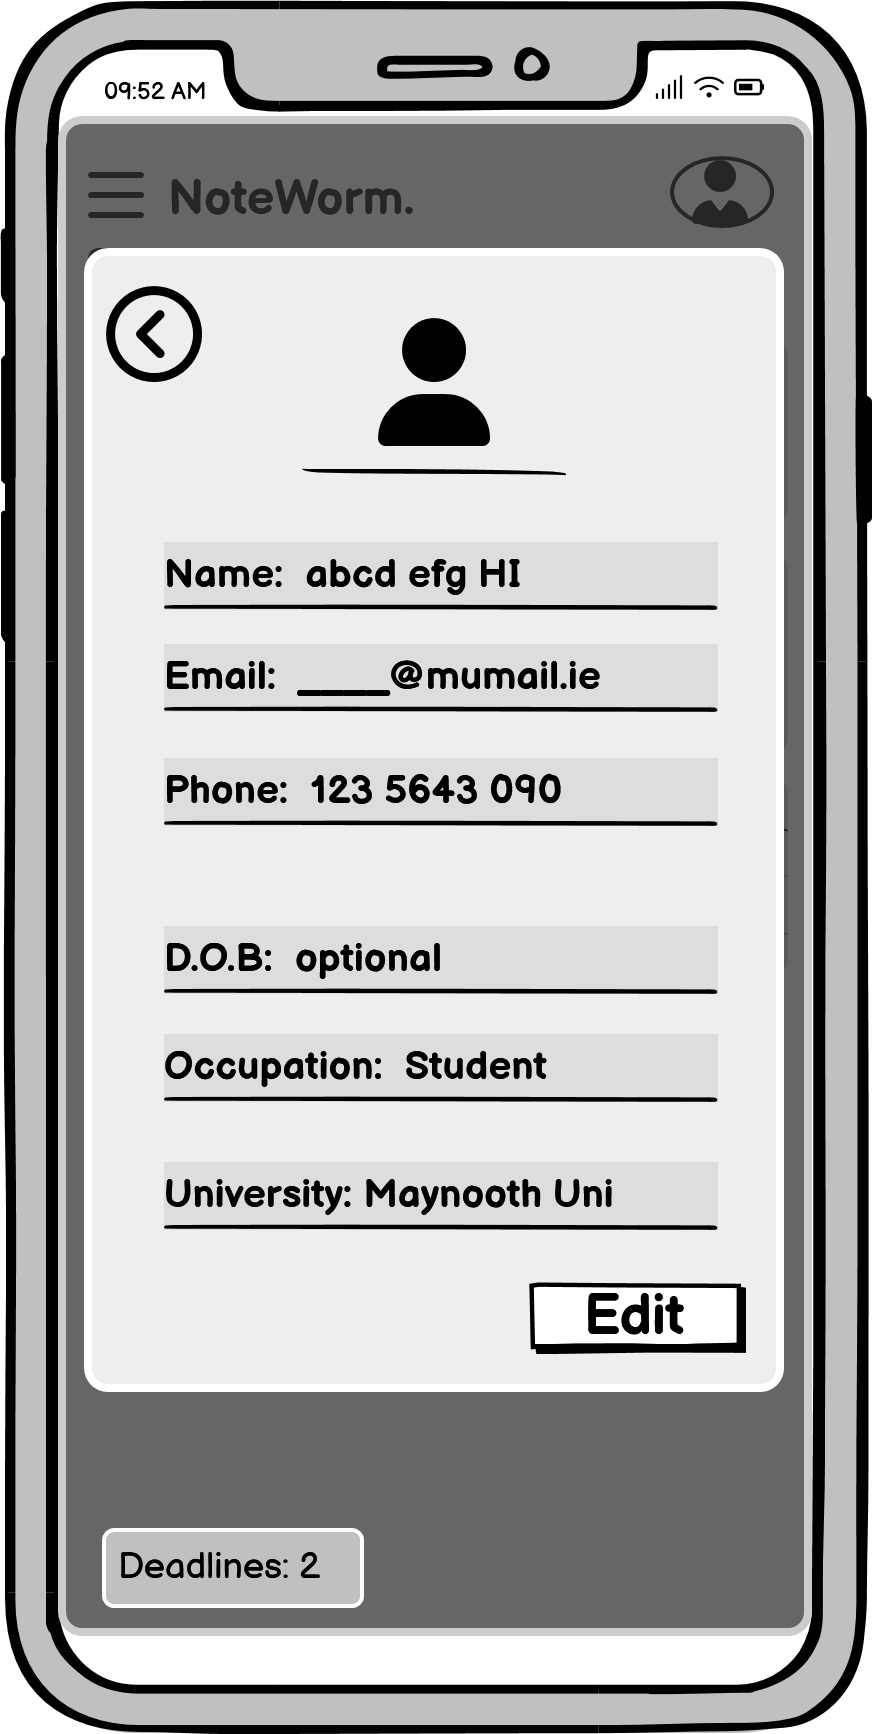 09:52 AM
NoteWorm.
Name: abcd efg HI
Email: ____@mumail.ie
Phone: 123 5643 090
D.O.B: optional
Occupation: Student
University: Maynooth Uni
Edit
Deadlines: 2